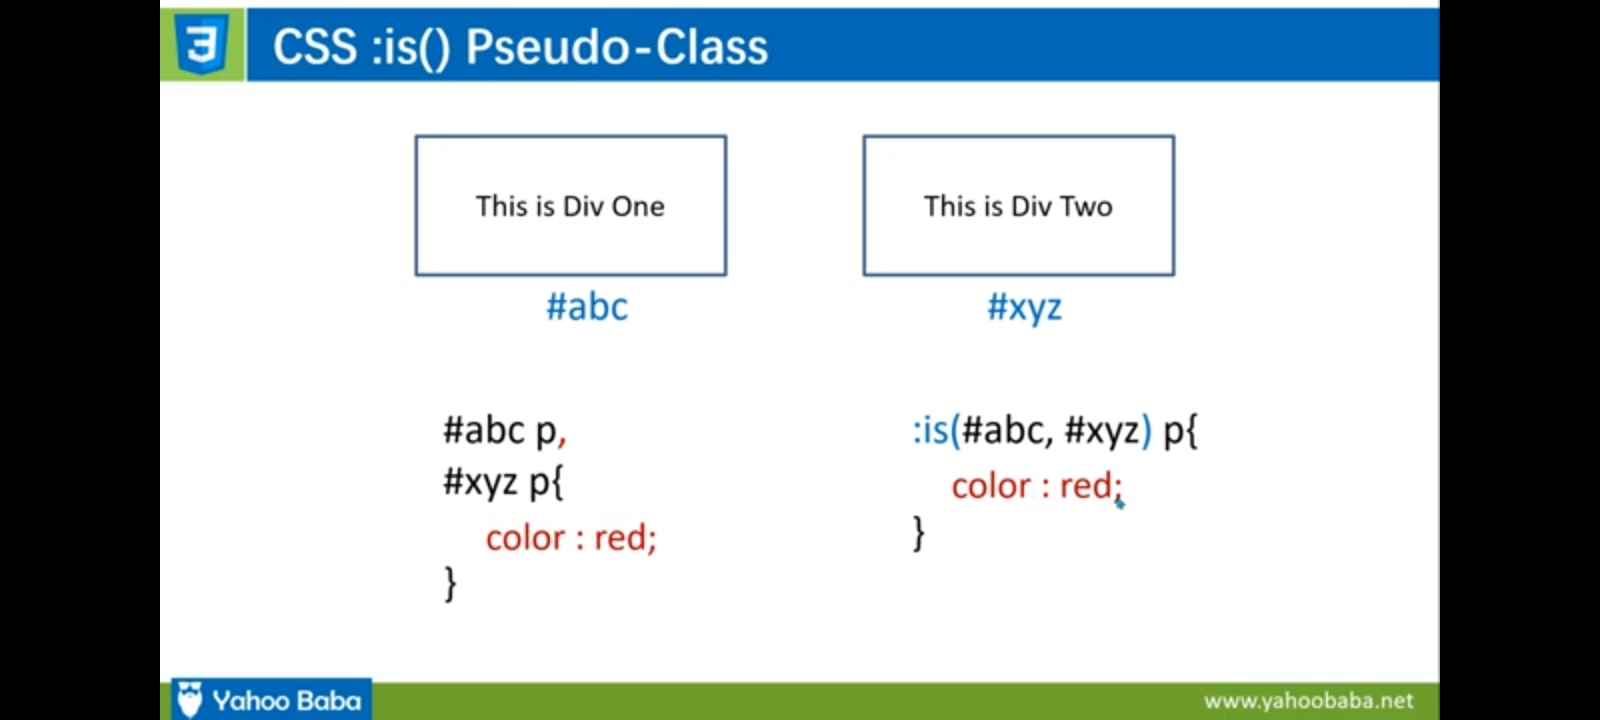 3
CSS :is() Pseudo-Class
This is Div One
This is Div Two
#abc
#xyz
#abc p,
#xyz p{
color : red;
}
:is(#abc, #xyz) p{
color : red;
}
Yahoo Baba
www.yahoobaba.net